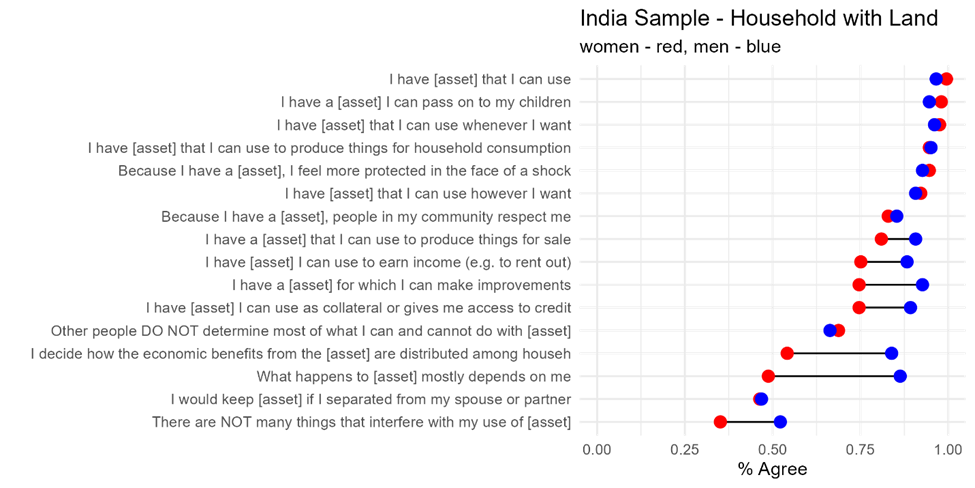 India Sample - Household with Land
women - red, men - blue
I have [asset] that I can use
I have a [asset] I can pass on to my children
I have [asset] that I can use whenever I want
I have [asset] that I can use to produce things for household consumption
Because I have a [asset], I feel more protected in the face of a shock
I have [asset] that I can use however I want
Because I have a [asset], people in my community respect me
I have a [asset] that I can use to produce things for sale
I have [asset] I can use to earn income (e.g. to rent out)
I have a [asset] for which I can make improvements
I have [asset] I can use as collateral or gives me access to credit
Other people DO NOT determine most of what I can and cannot do with [asset]
I decide how the economic benefits from the [asset] are distributed among househ
What happens to [asset] mostly depends on me
I would keep [asset] if I separated from my spouse or partner
There are NOT many things that interfere with my use of [asset]
0.00 0.25 0.50 0.75 1.00
% Agree